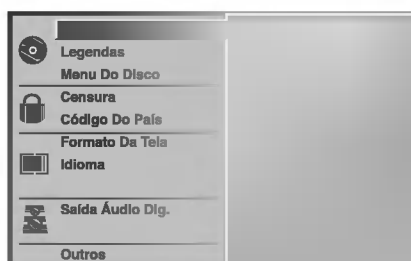 Legendas
Menu Do Disco
Censura
Código Do País
Formato Da Tela
Idioma
Saída Áudio Dig.
Outros